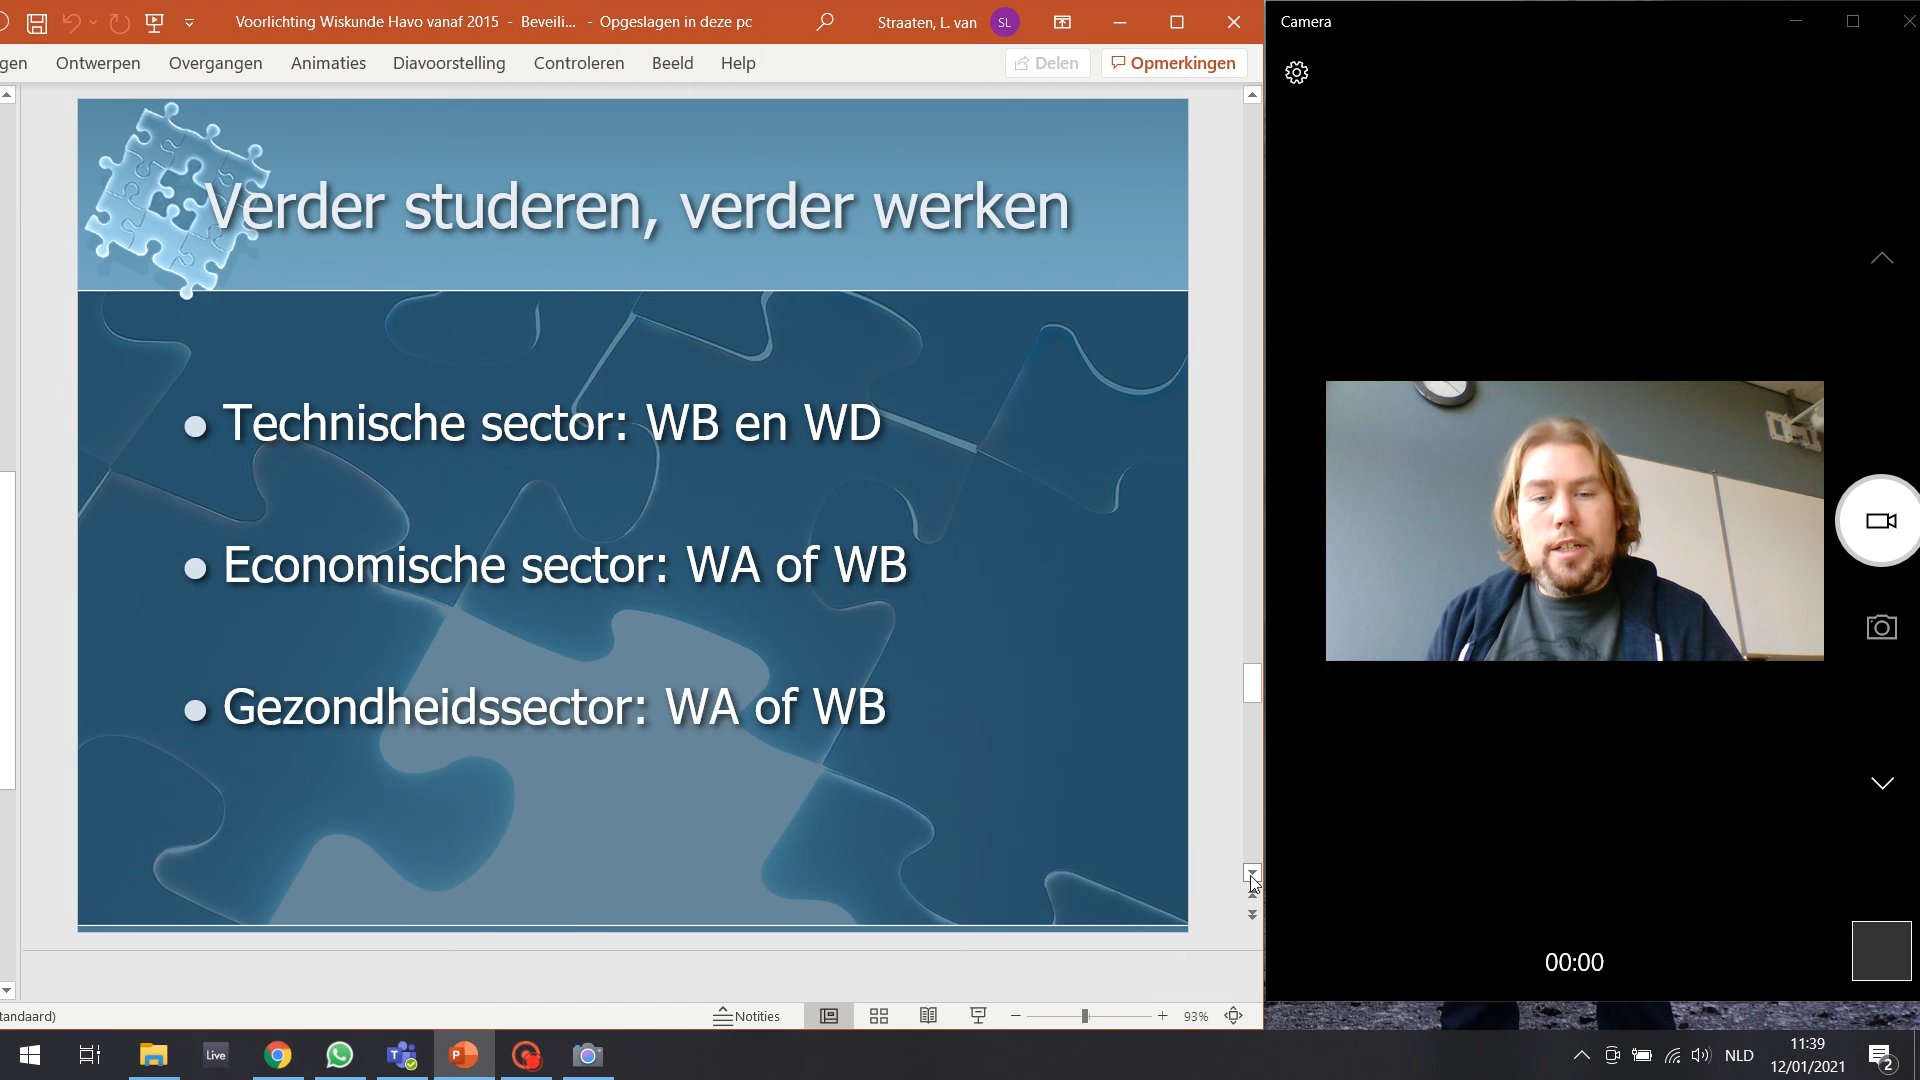 Voorlichting Wiskunde Havo vanaf 2015 - Beveili... - Opgeslagen in deze pc
Straaten, L. van
SL
Camera
gen Ontwerpen Overgangen Animaties Diavoorstelling Controleren Beeld Help
Delen
Opmerkingen
Verder studeren, verder werken
Technische sector: WB en WD
Economische sector: WA of WB
Gezondheidssector: WA of WB
00:00
tandaard)
Notities
93%
Live
NLD
11:39
12/01/2021
2